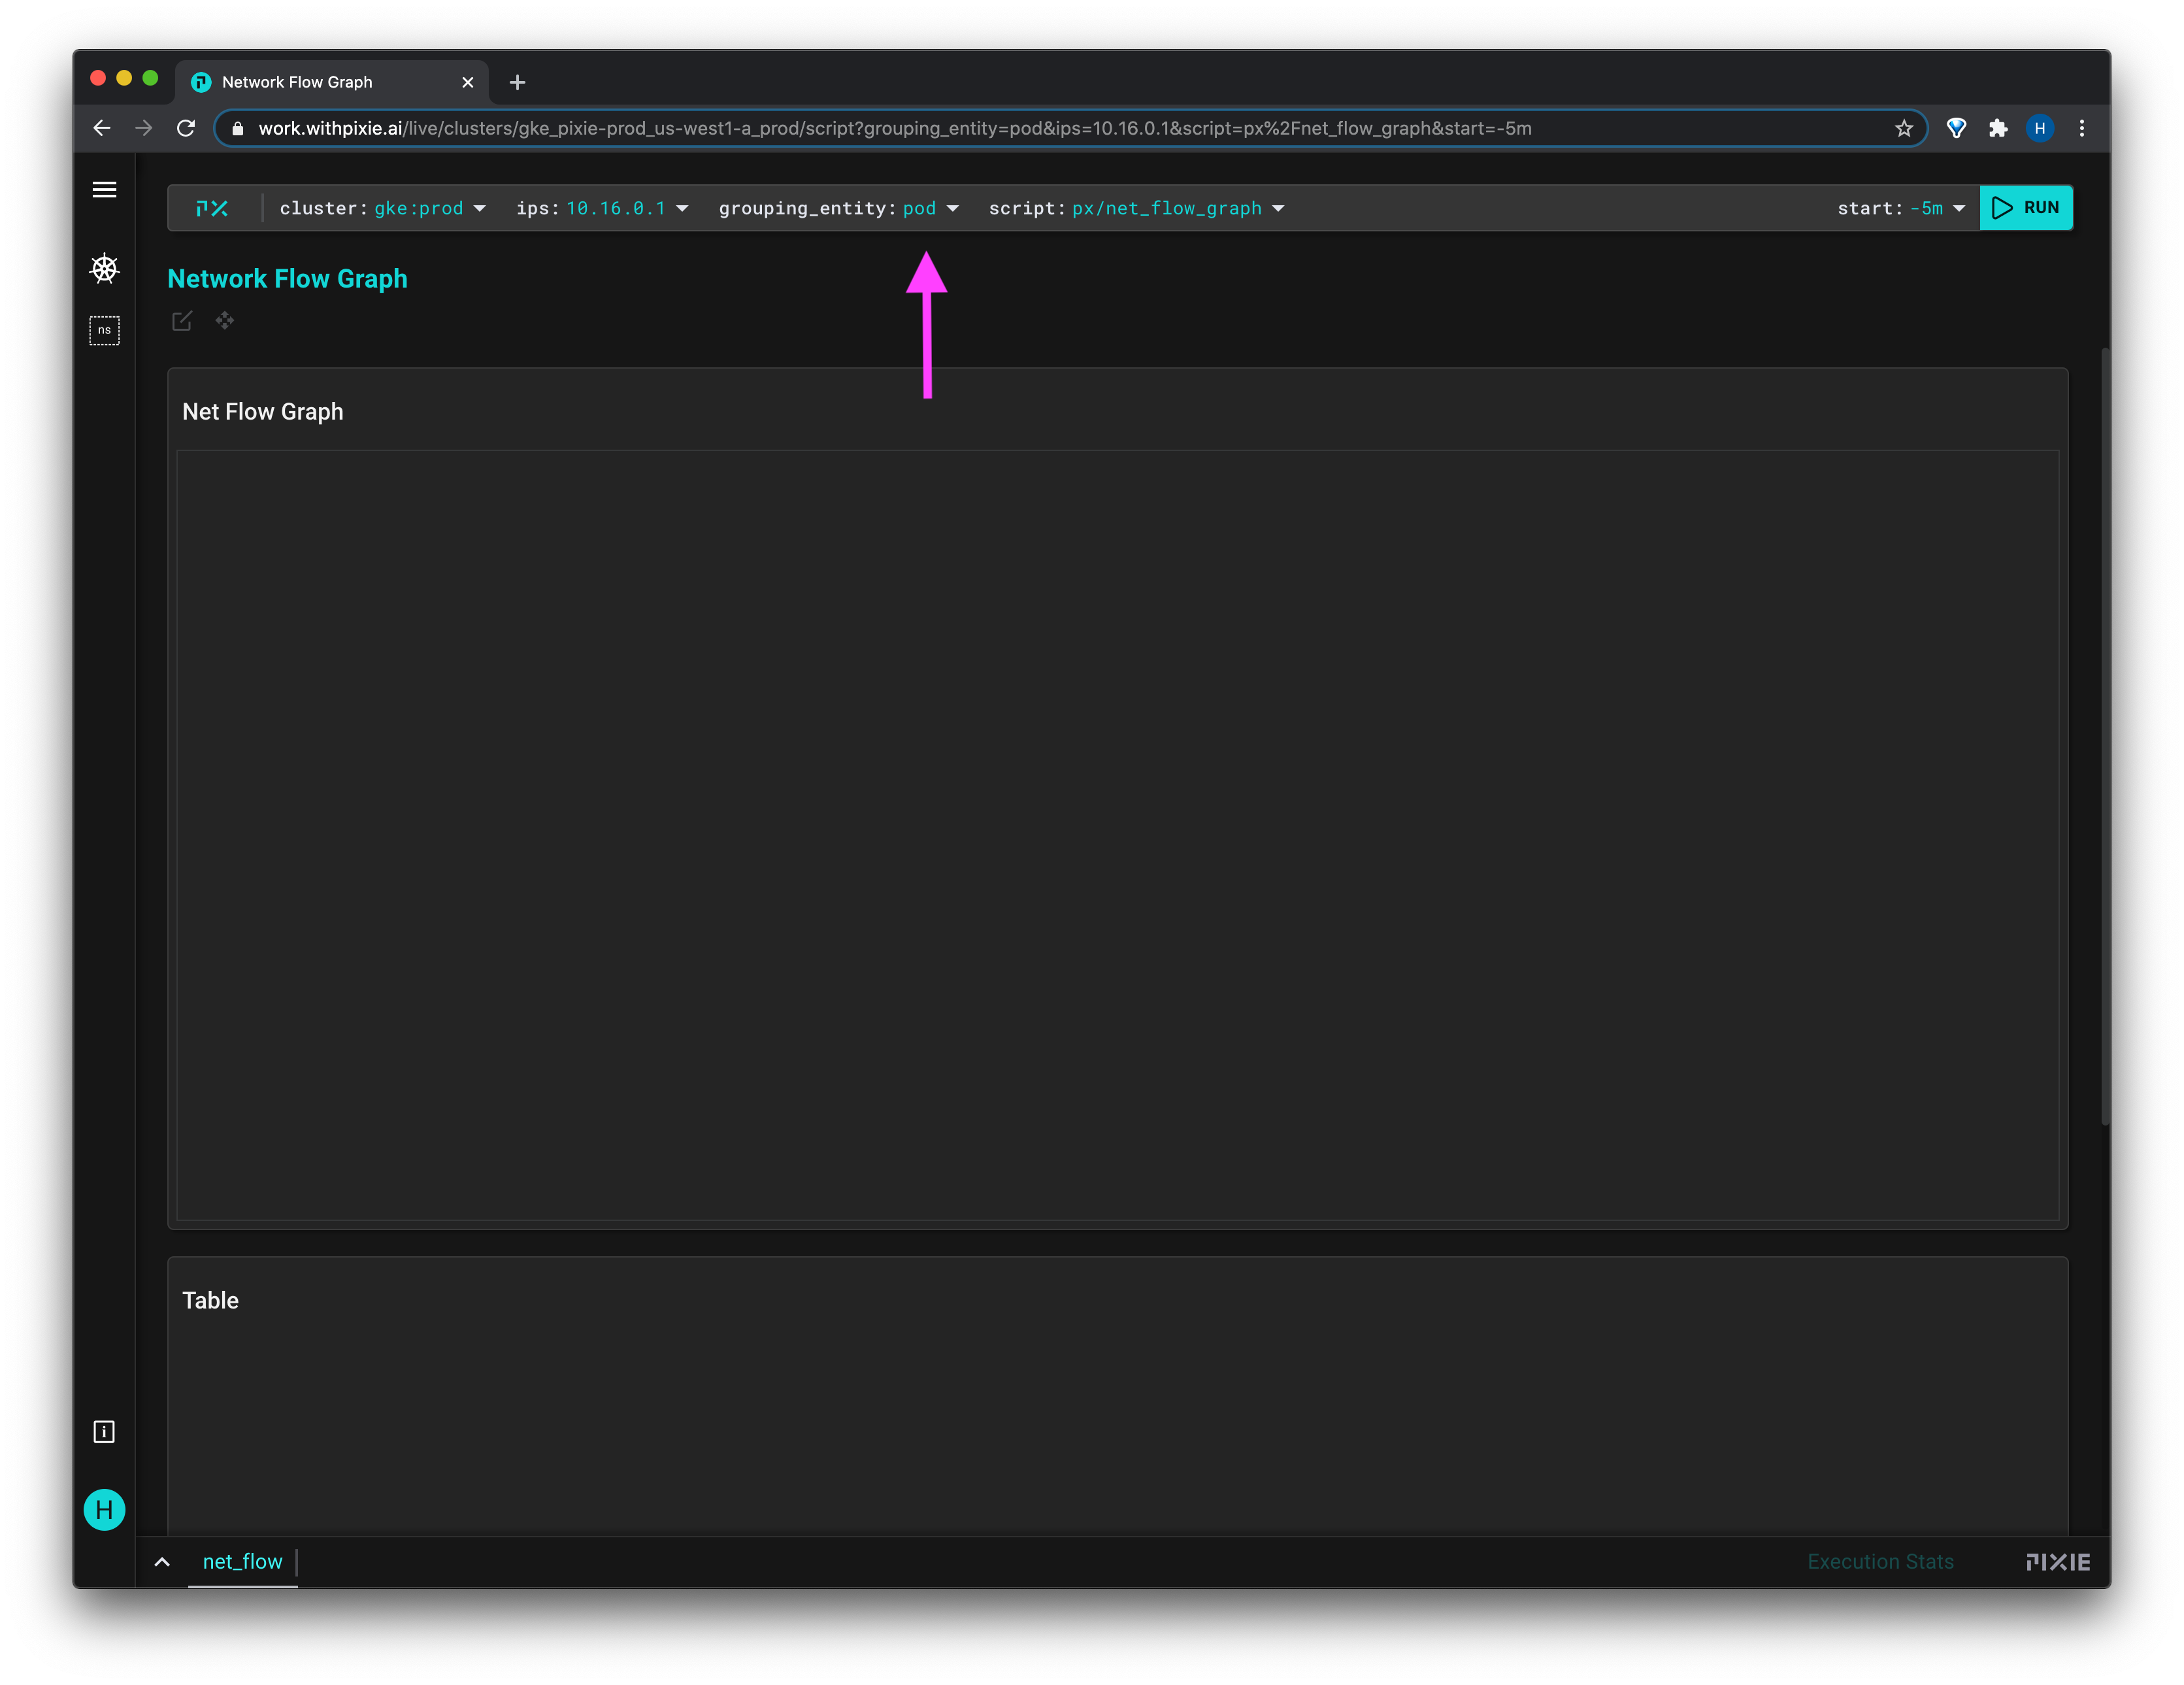 Network Flow Graph
work.withpixie.ai/live/clusters/gke_pixie-prod_us-west1-a_prod/script?grouping_entity=pod&ips=10.16.0.1&script=px%2Fnet_flow_graph&start=-5m
H
cluster: gke:prod ips: 10.16.0.1 grouping_entity: pod script: px/net_flow_graph start: -5m RUN
Network Flow Graph
ns
Net Flow Graph
Table
i
H
net_flow Execution Stats PIXIE